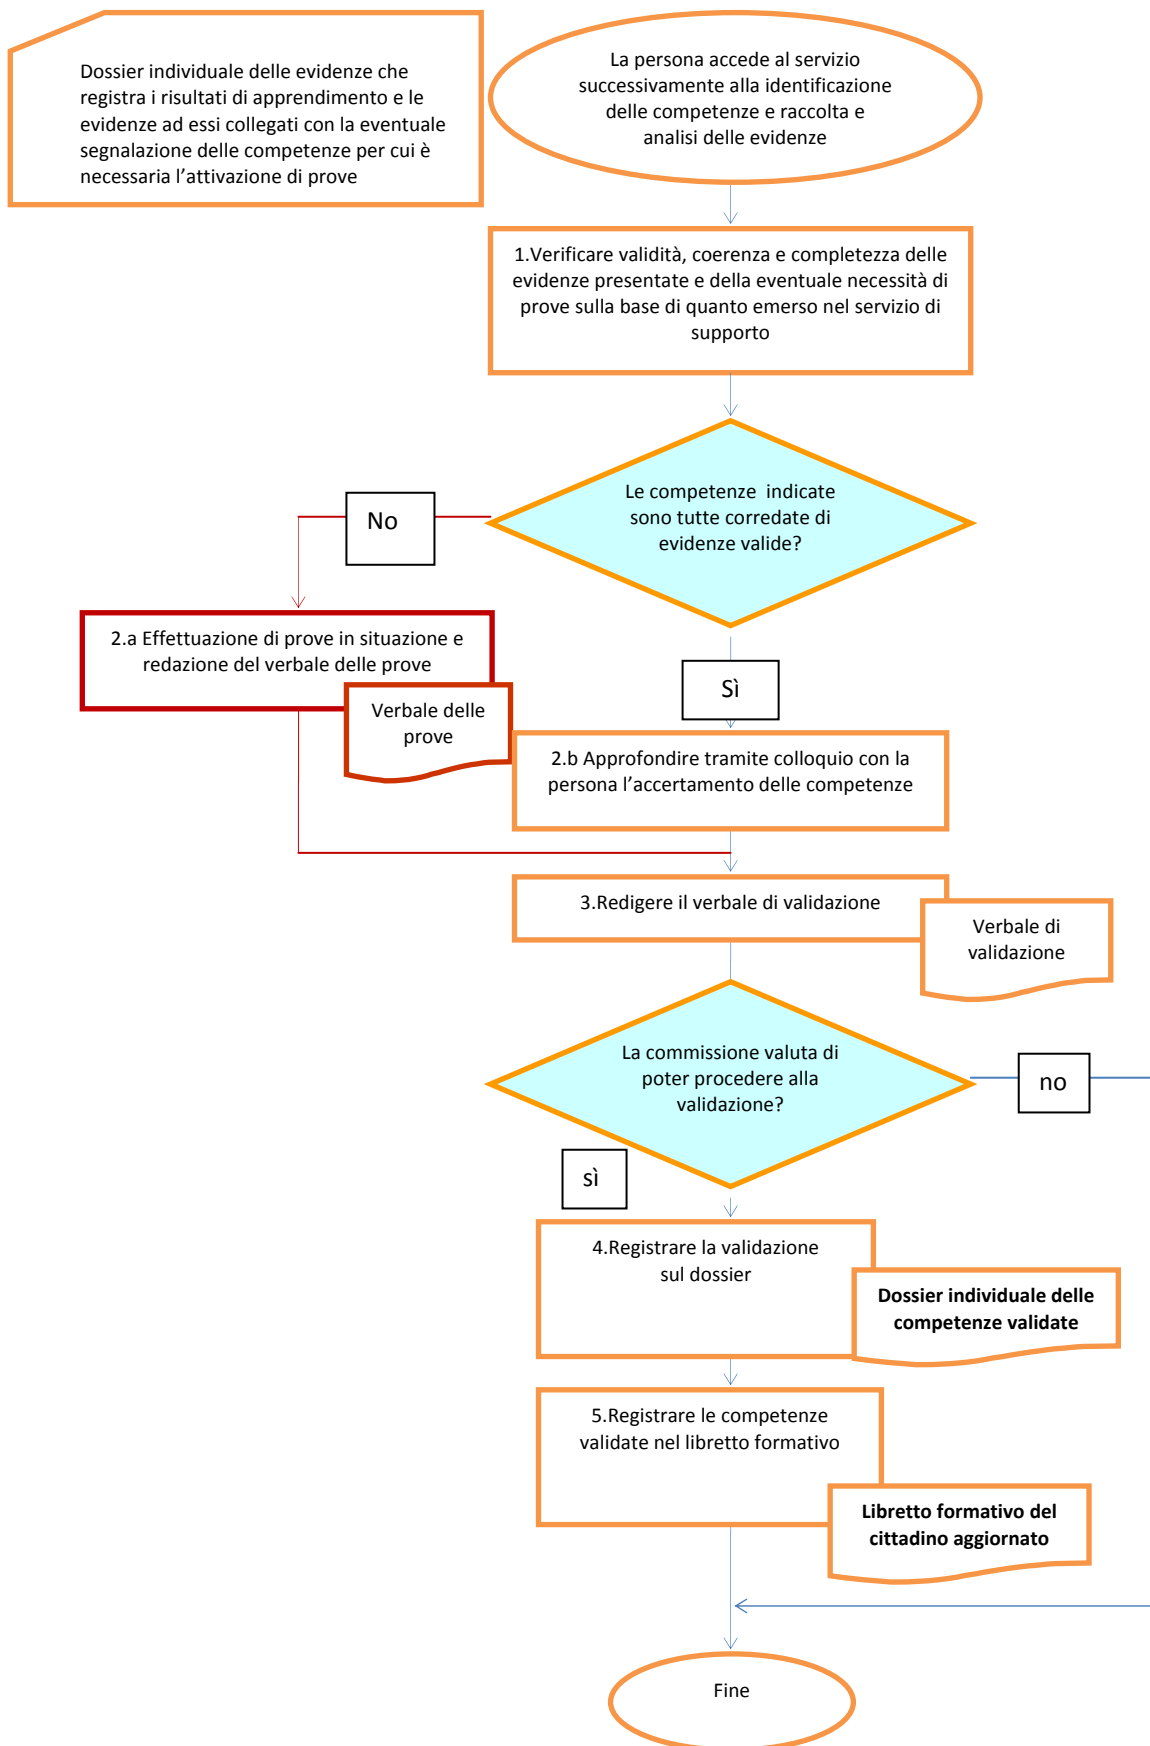 Dossier individuale delle evidenze che
registra i risultati di apprendimento e le
evidenze ad essi collegati con la eventuale
segnalazione delle competenze per cui è
necessaria l’attivazione di prove
La persona accede al servizio
successivamente alla identificazione
delle competenze e raccolta e
analisi delle evidenze
1.Verificare validità, coerenza e completezza delle
evidenze presentate e della eventuale necessità di
prove sulla base di quanto emerso nel servizio di
supporto
Le competenze  indicate
sono tutte corredate di
evidenze valide?
No
2.a Effettuazione di prove in situazione e
redazione del verbale delle prove
Verbale delle
prove
Sì
2.b Approfondire tramite colloquio con la
persona l’accertamento delle competenze
3.Redigere il verbale di validazione
Verbale di
validazione
La commissione valuta di
poter procedere alla
validazione?
no
sì
4.Registrare la validazione
sul dossier
Dossier individuale delle
competenze validate
5.Registrare le competenze
validate nel libretto formativo
Libretto formativo del
cittadino aggiornato
Fine